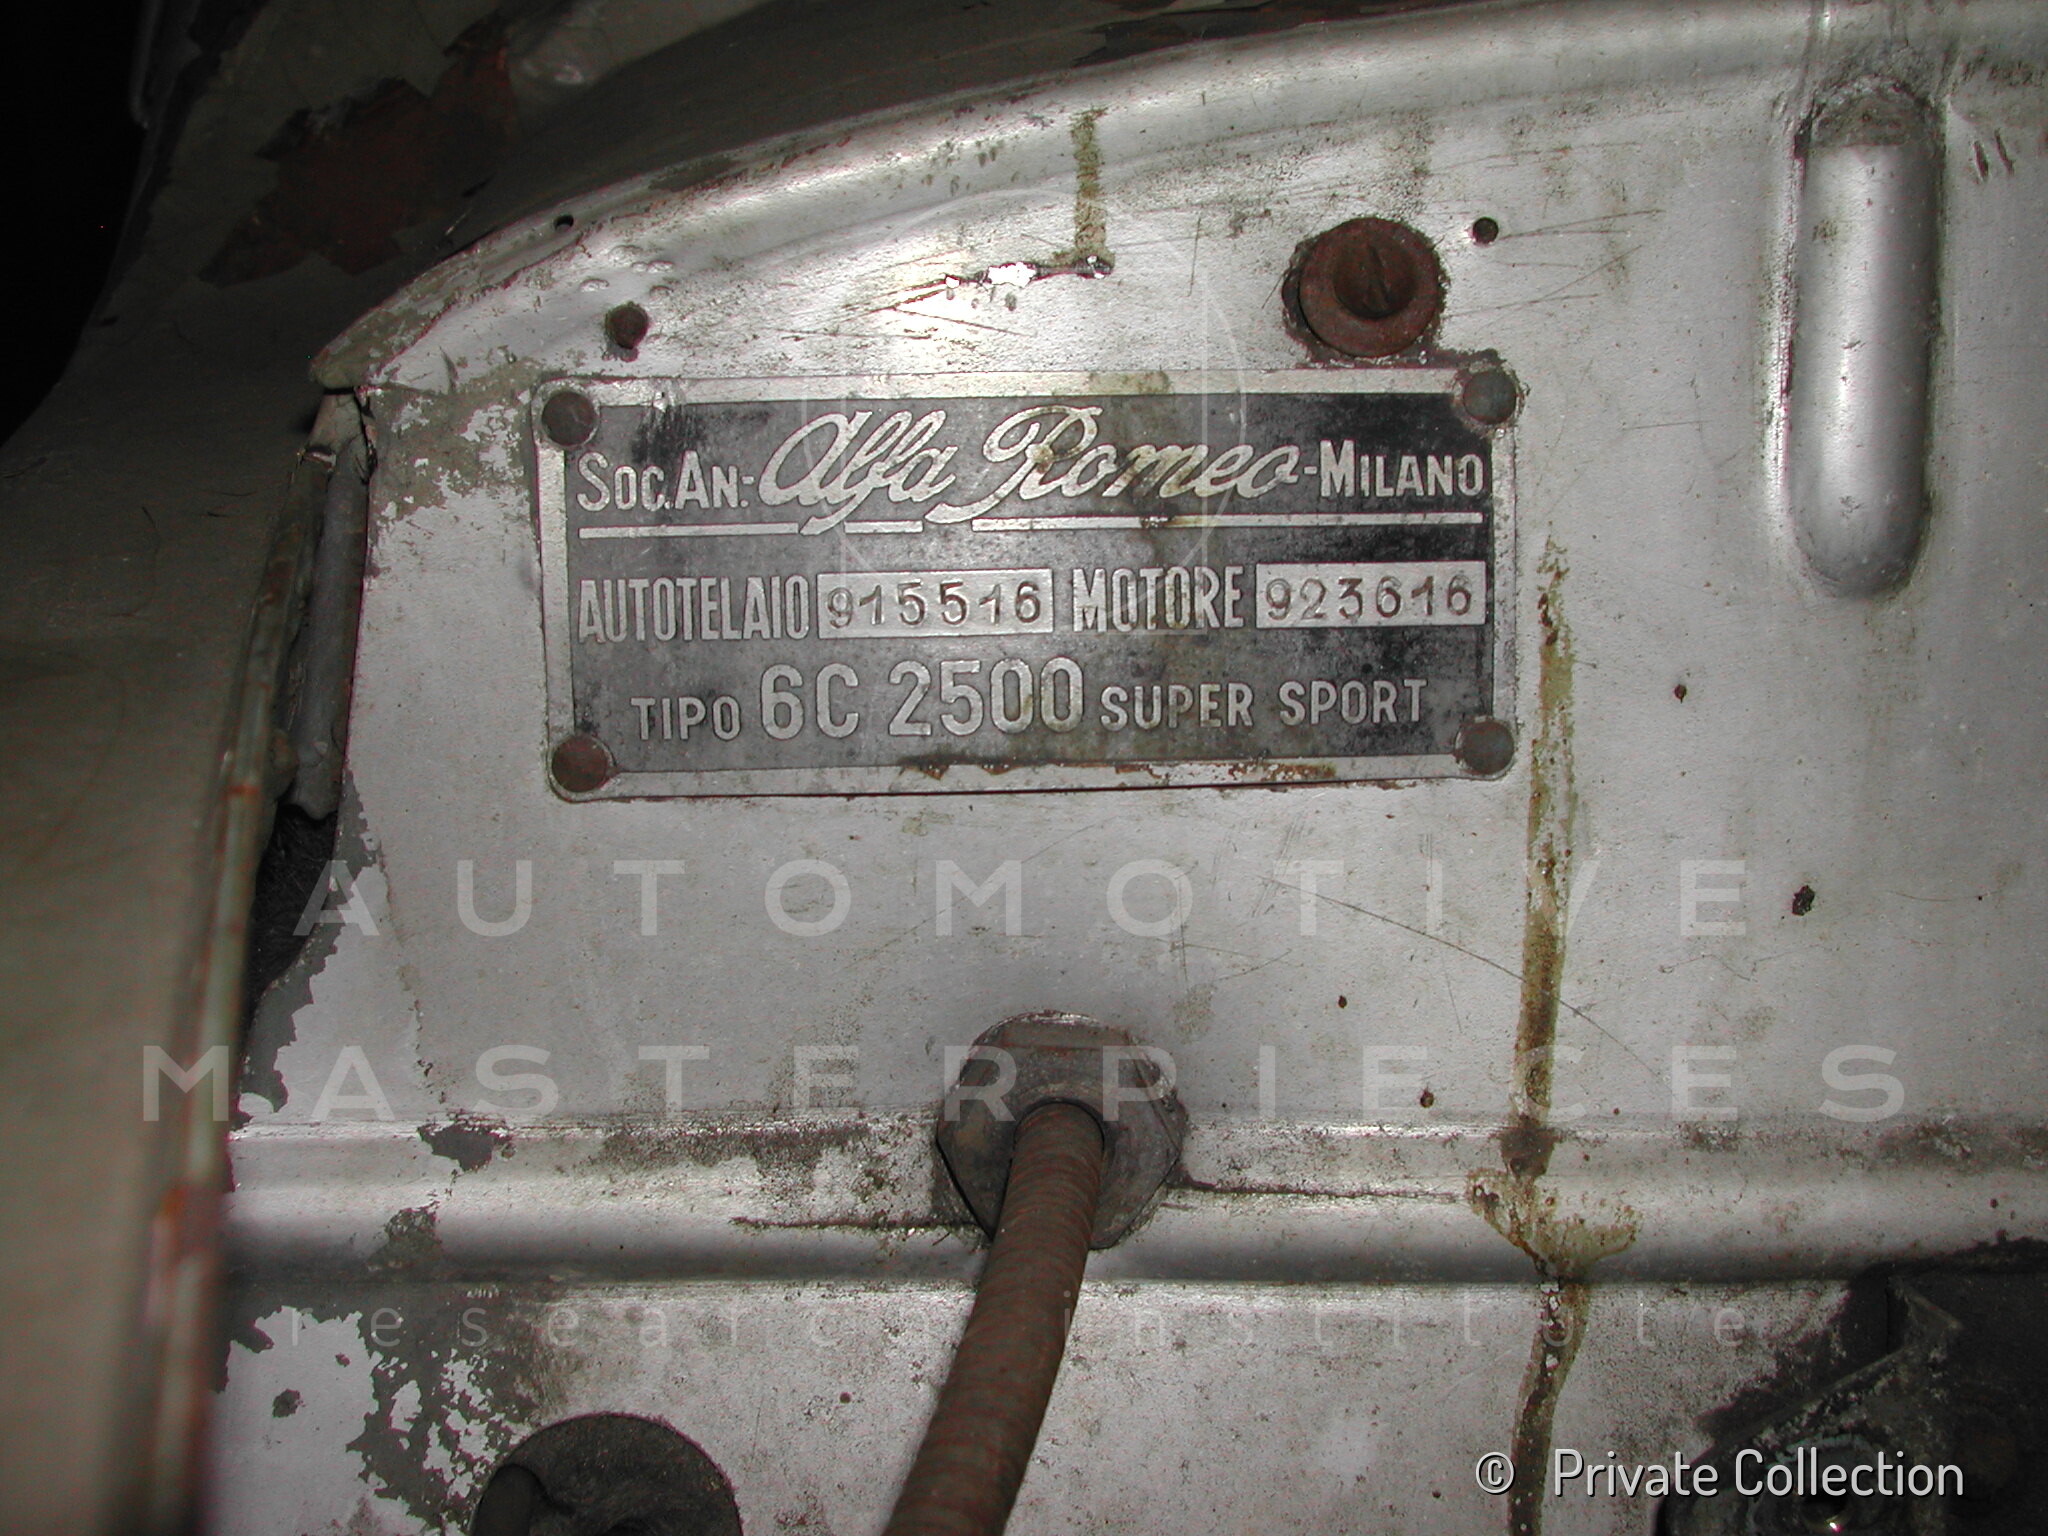 Soc.An:-Alfa Romeo-Milano
AUTOTELAIO 915516 MOTORE 923616
TIPO 6C 2500 SUPER SPORT
AUTOMOTIVE
MASTERPIECES
research institute
© Private Collection